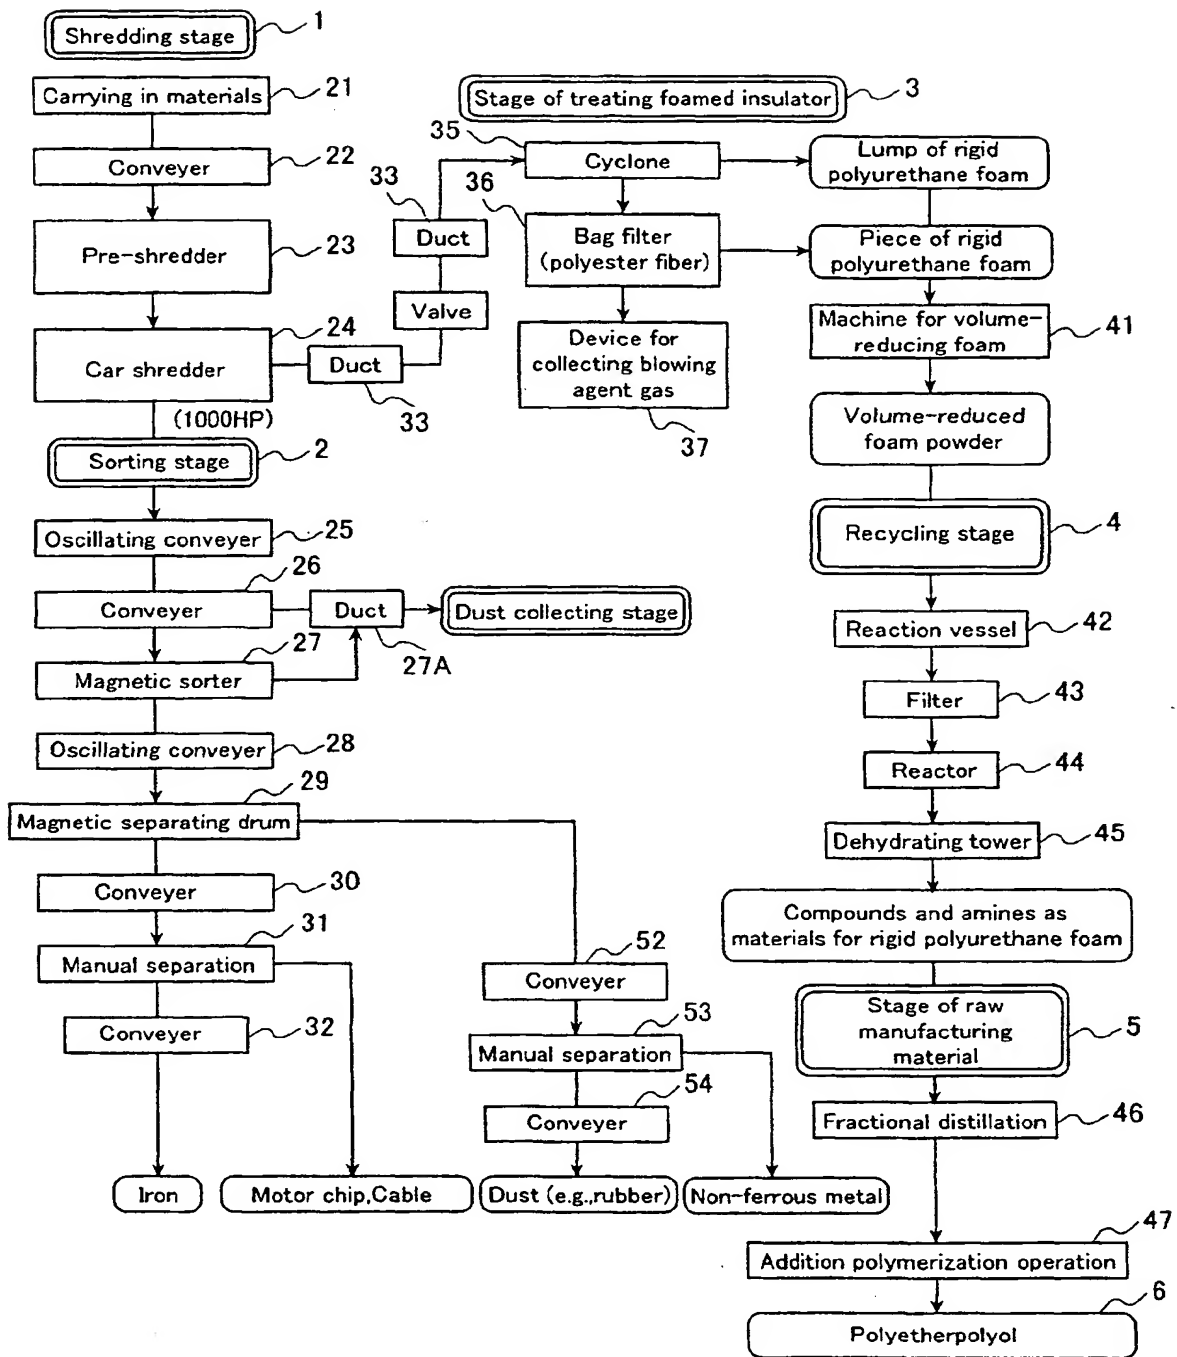 Shredding stage
1
Carrying in materials
21
Conveyer
22
Pre-shredder
23
Car shredder
24
(1000HP)
Duct
33
Valve
Duct
33
Stage of treating foamed insulator
3
35
Cyclone
36
Bag filter
(polyester fiber)
Device for
collecting blowing
agent gas
37
Lump of rigid
polyurethane foam
Piece of rigid
polyurethane foam
Machine for volume-
reducing foam
41
Volume-reduced
foam powder
Sorting stage
2
Oscillating conveyer
25
Conveyer
26
Duct
27A
Dust collecting stage
Magnetic sorter
27
Oscillating conveyer
28
Magnetic separating drum
29
Conveyer
30
Manual separation
31
Conveyer
32
Iron
Motor chip,Cable
Conveyer
52
Manual separation
53
Conveyer
54
Dust (e.g.,rubber)
Non-ferrous metal
Recycling stage
4
Reaction vessel
42
Filter
43
Reactor
44
Dehydrating tower
45
Compounds and amines as
materials for rigid polyurethane foam
Stage of raw
manufacturing
material
5
Fractional distillation
46
Addition polymerization operation
47
Polyetherpolyol
6